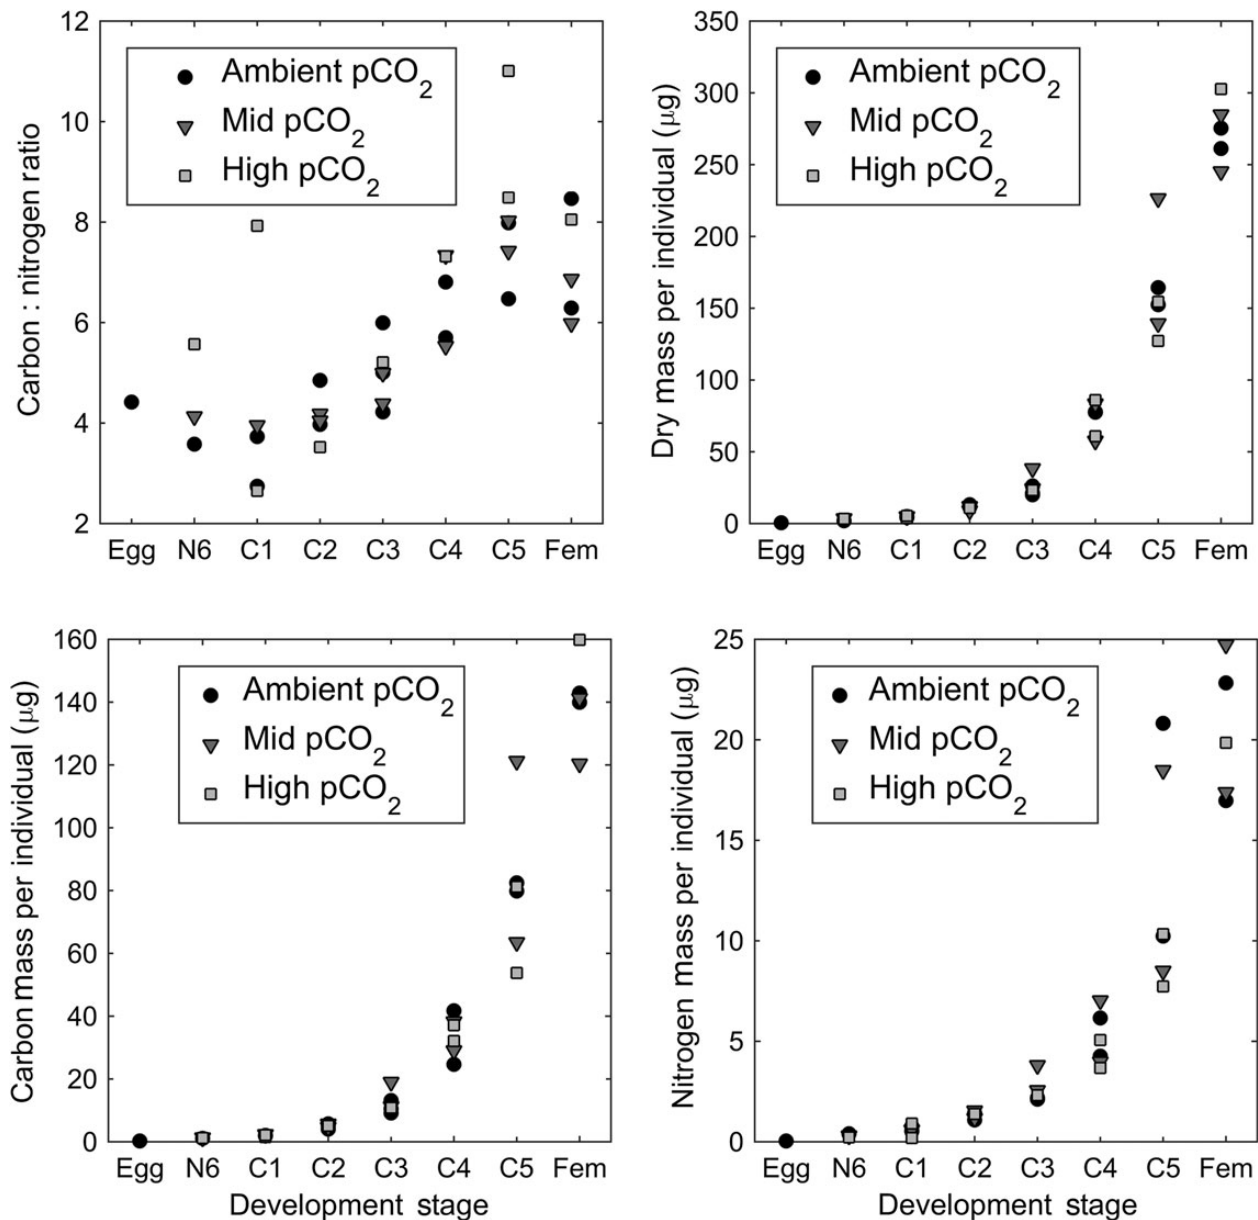 Carbon : nitrogen ratio
12
10
8
6
4
2
Ambient pCO2
Mid pCO2
High pCO2
Egg N6 C1 C2 C3 C4 C5 Fem
Dry mass per individual (μg)
350
300
250
200
150
100
50
0
Ambient pCO2
Mid pCO2
High pCO2
Egg N6 C1 C2 C3 C4 C5 Fem
Carbon mass per individual (μg)
160
140
120
100
80
60
40
20
0
Ambient pCO2
Mid pCO2
High pCO2
Egg N6 C1 C2 C3 C4 C5 Fem
Development stage
Nitrogen mass per individual (μg)
25
20
15
10
5
0
Ambient pCO2
Mid pCO2
High pCO2
Egg N6 C1 C2 C3 C4 C5 Fem
Development stage